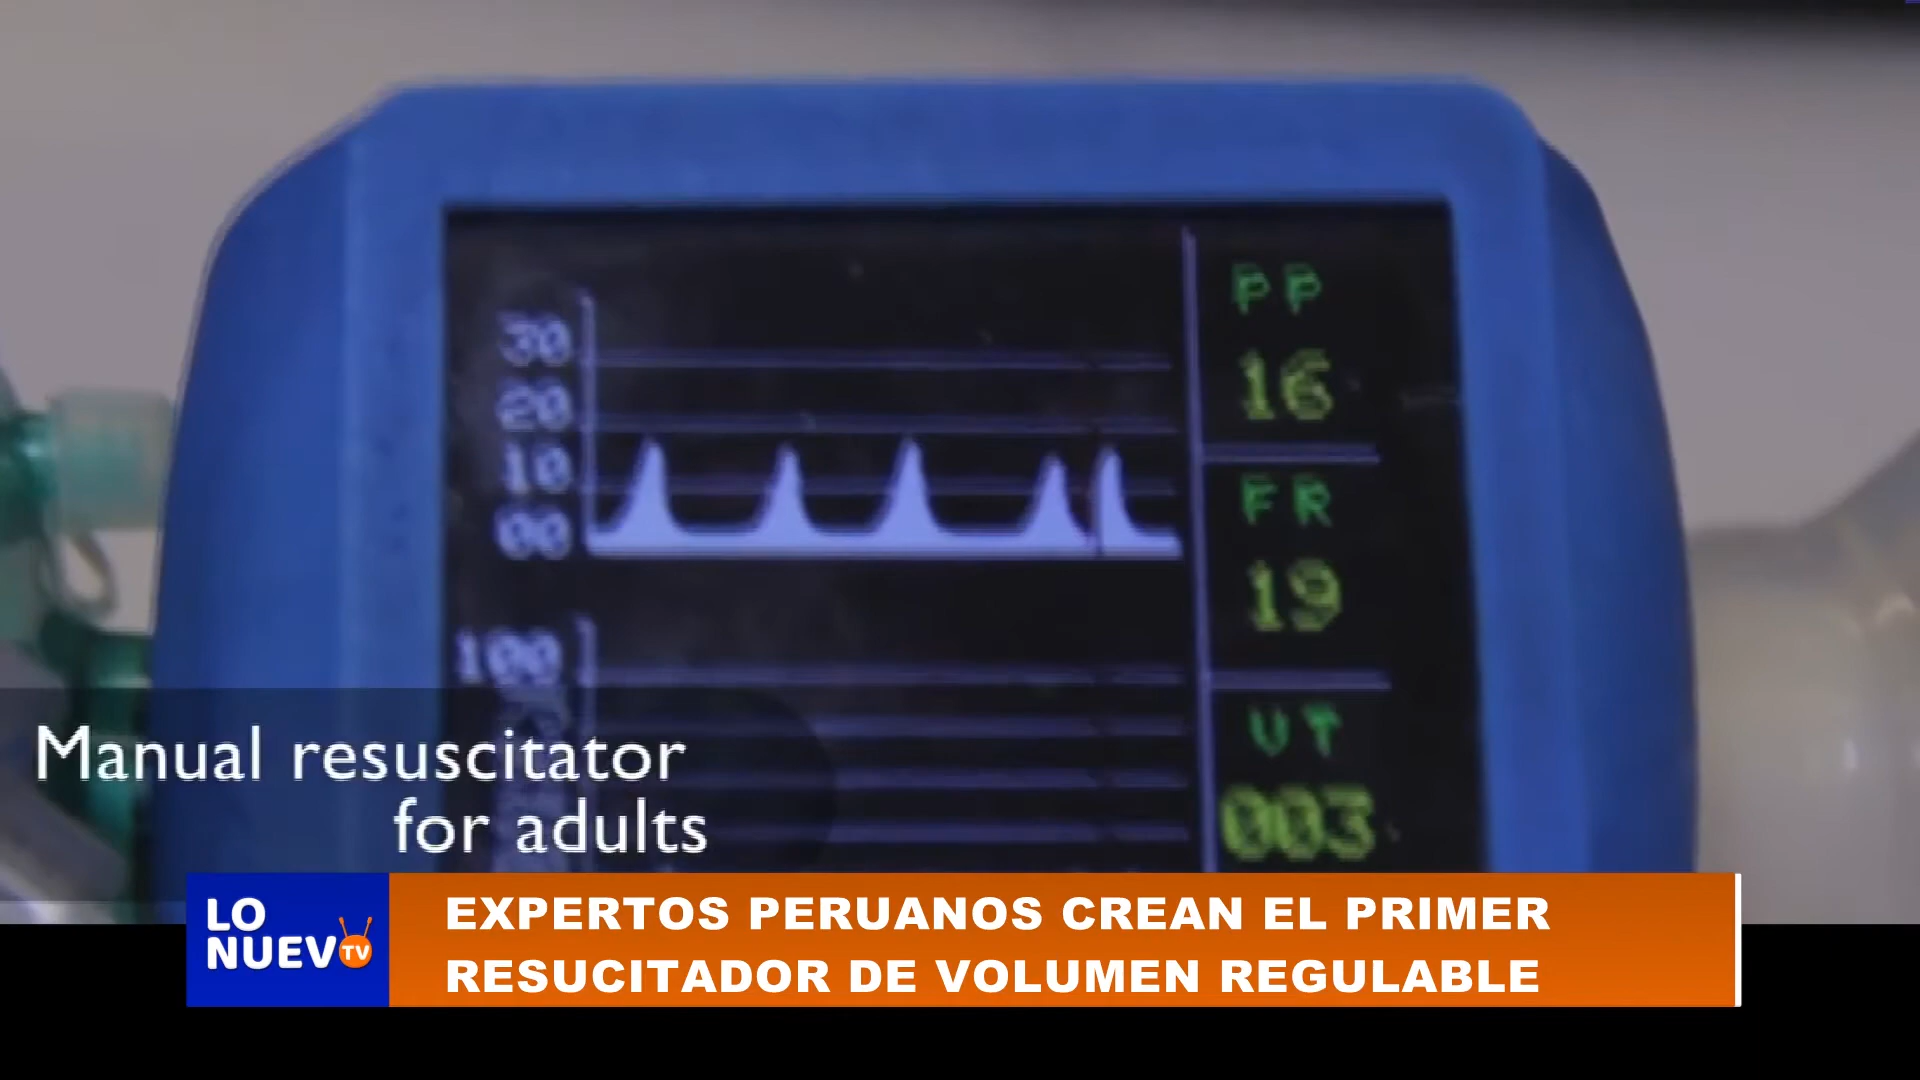 30
20
10
00
100
PP
16
FR
19
VT
003
Manual resuscitator
for adults
LO
NUEVO
TV
EXPERTOS PERUANOS CREAN EL PRIMER
RESUCITADOR DE VOLUMEN REGULABLE